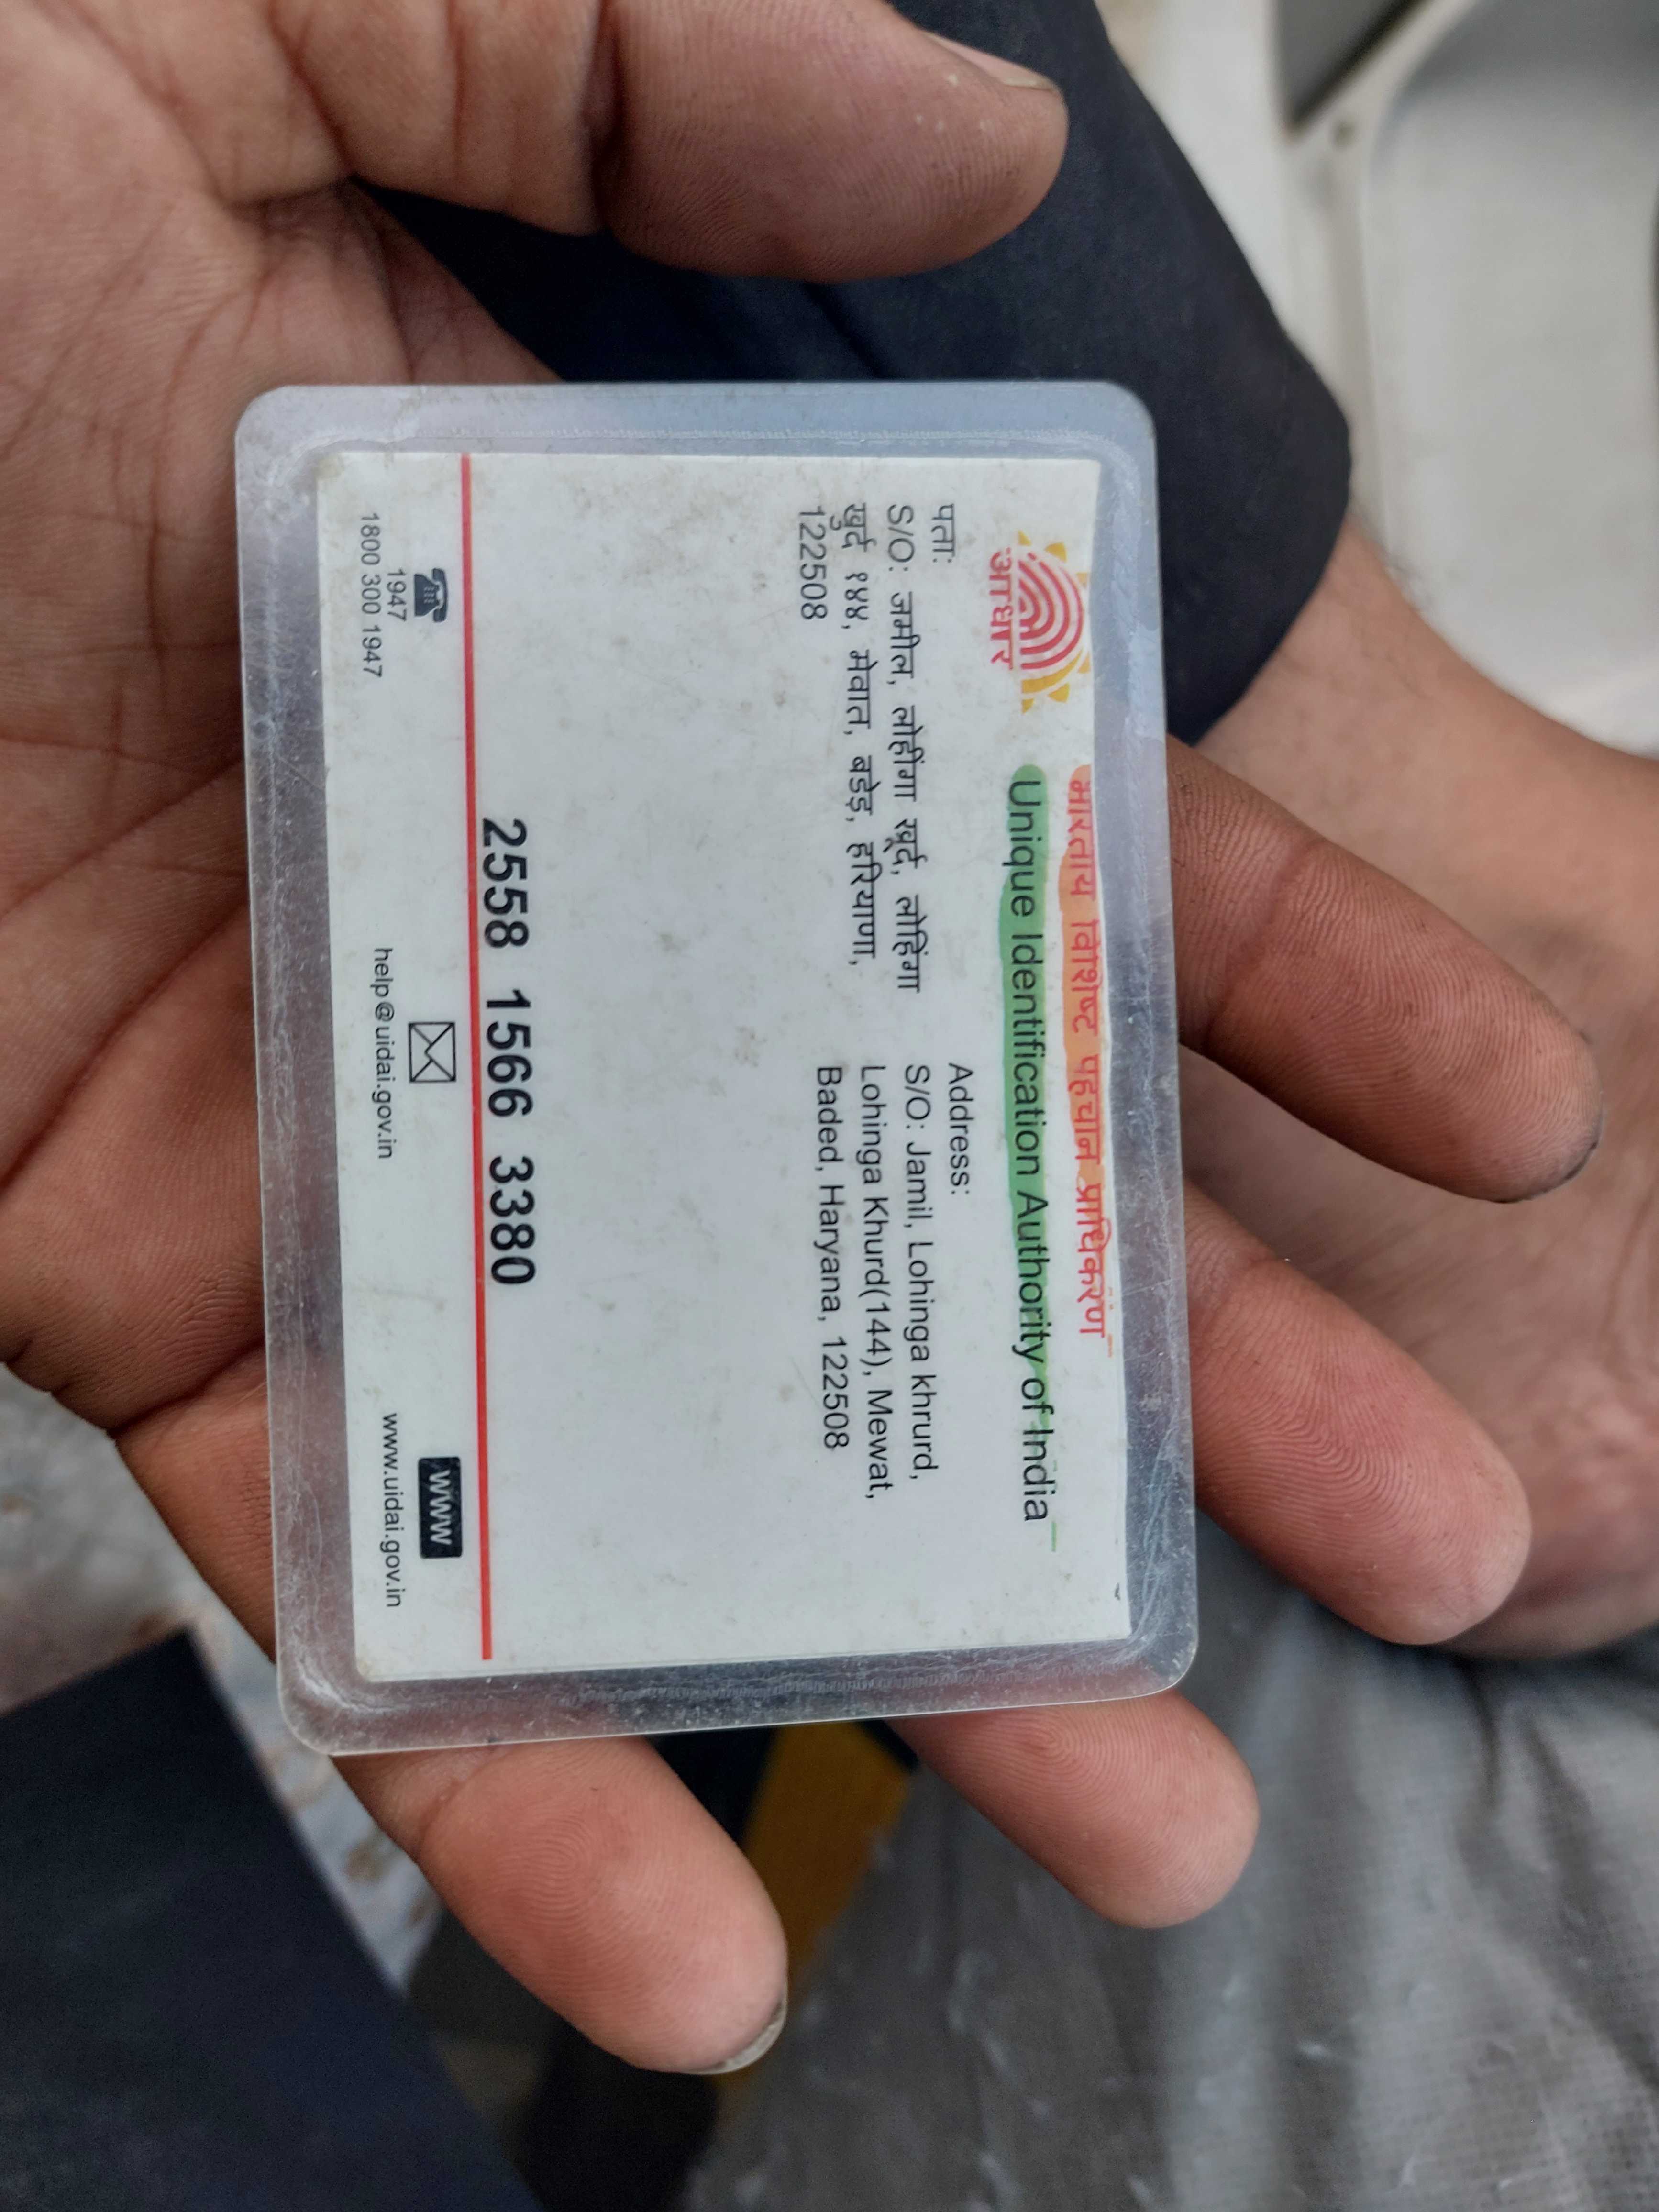 आधार
भारतीय विशिष्ट पहचान प्राधिकरण
Unique Identification Authority of India
पता:
S/O: जमील, लोहींगा खूर्द, लोहिंगा
खुर्द १४४, मेवात, बडेड़, हरियाणा,
122508
Address:
S/O: Jamil, Lohinga khrurd,
Lohinga Khurd(144), Mewat,
Baded, Haryana, 122508
2558 1566 3380
1947
1800 300 1947
help@uidai.gov.in
WWW
www.uidai.gov.in